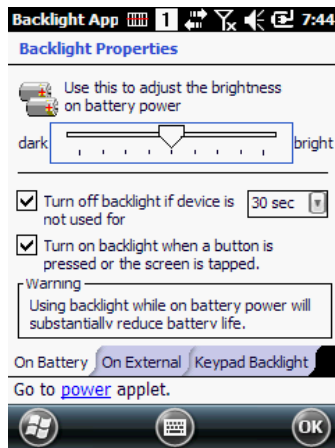 Backlight App 1 7:44
Backlight Properties
Use this to adjust the brightness
on battery power
dark bright
Turn off backlight if device is 30 sec
not used for
Turn on backlight when a button is
pressed or the screen is tapped.
Warning
Using backlight while on battery power will
substantially reduce battery life.
On Battery On External Keypad Backlight
Go to power applet.
OK